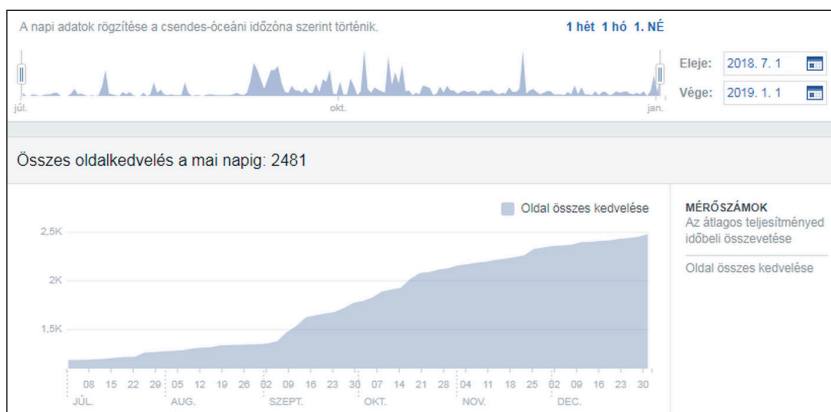 A napi adatok rögzítése a csendes-óceáni időzóna szerint történik.
1 hét 1 hó 1. NÉ
Eleje: 2018. 7. 1
Vége: 2019. 1. 1
júl. okt. jan.
Összes oldalkedvelés a mai napig: 2481
Oldal összes kedvelése
MÉRŐSZÁMOK
Az átlagos teljesítményed
időbeli összevetése
Oldal összes kedvelése
2,5K
2K
1,5K
08 15 22 29 05 12 19 26 02 09 16 23 30 07 14 21 28 04 11 18 25 02 09 16 23 30
JÚL. AUG. SZEPT. OKT. NOV. DEC.